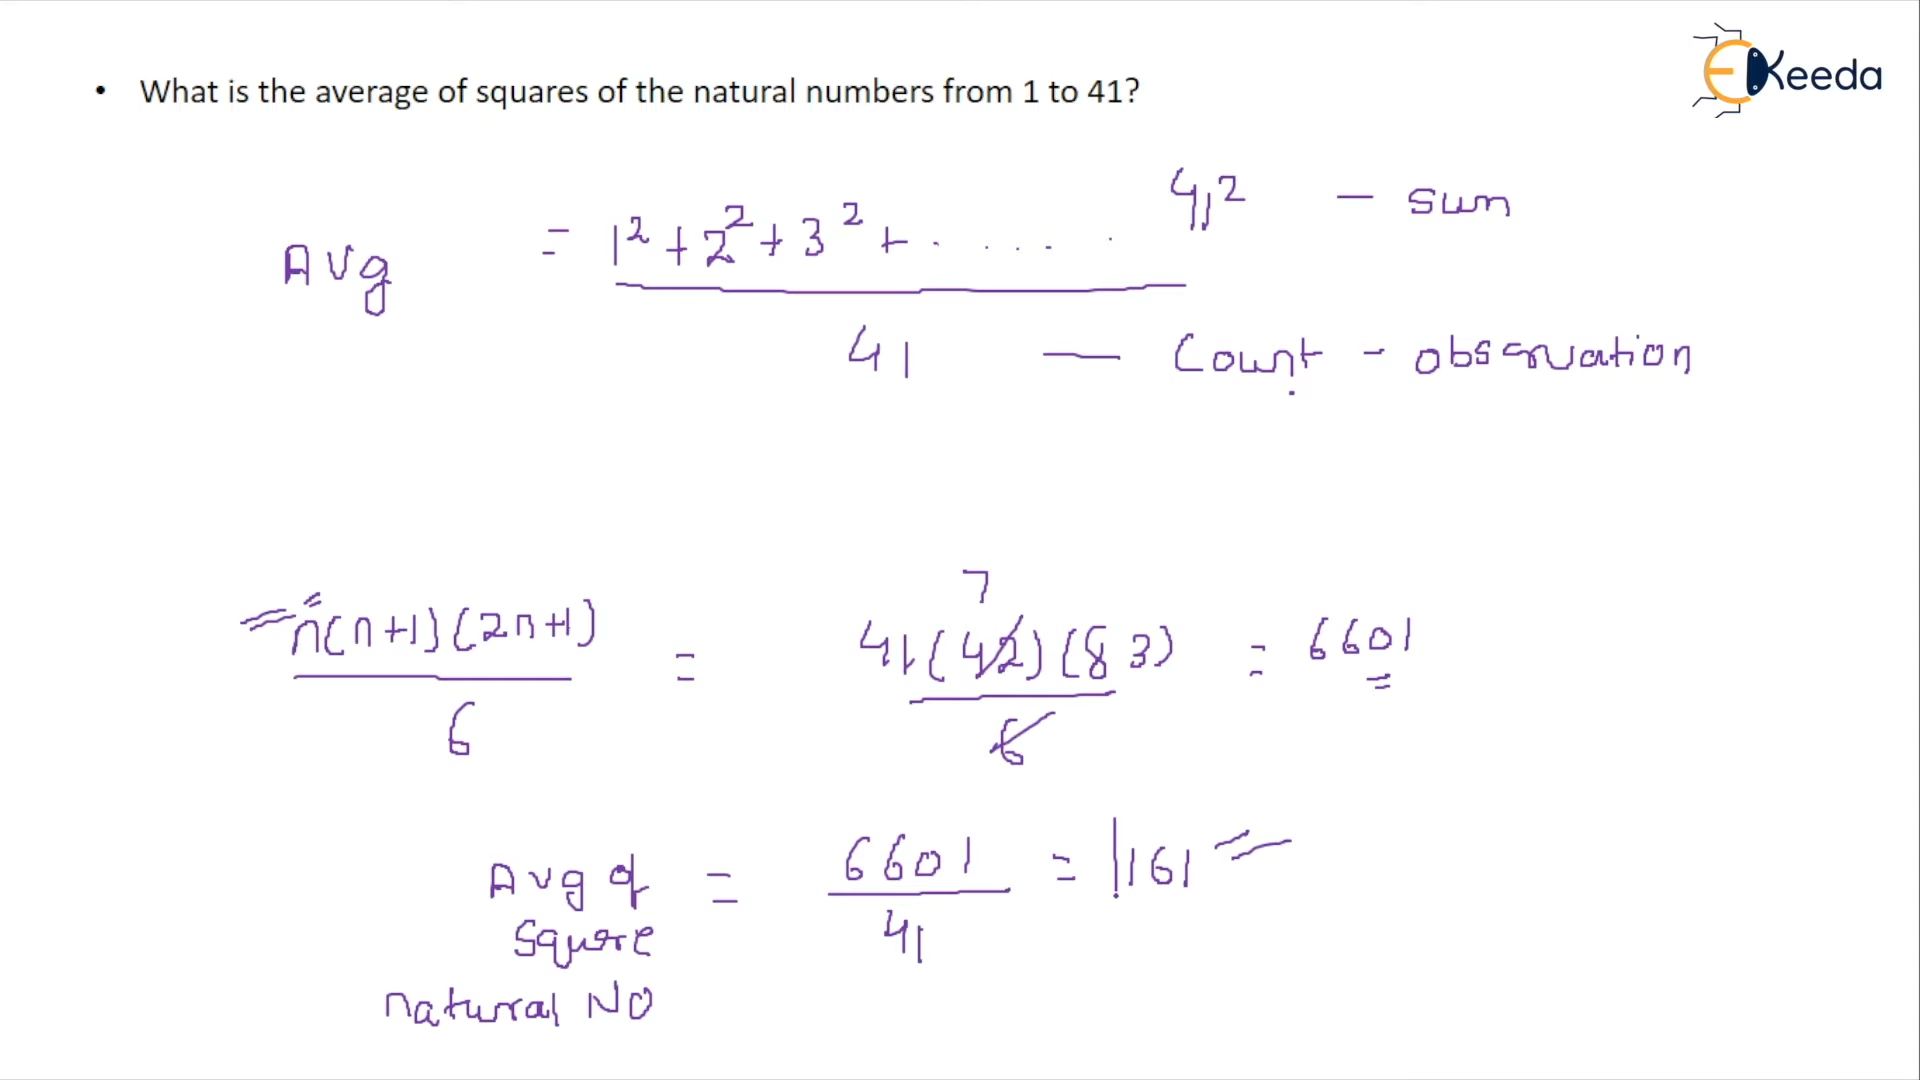 EKeeda
• What is the average of squares of the natural numbers from 1 to 41?
Avg = 1² + 2² + 3² + ..... 41² — sum
41 — Count - observation
n(n+1)(2n+1) / 6 = 41(42)(83) / 6 = 6601
7
Avg of squore natural NO = 6601 / 41 = |161